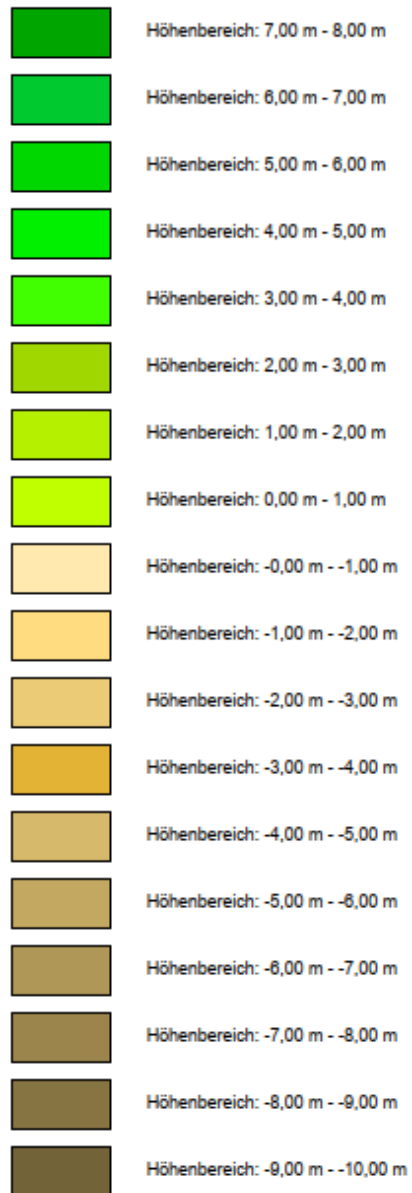 Höhenbereich: 7,00 m - 8,00 m
Höhenbereich: 6,00 m - 7,00 m
Höhenbereich: 5,00 m - 6,00 m
Höhenbereich: 4,00 m - 5,00 m
Höhenbereich: 3,00 m - 4,00 m
Höhenbereich: 2,00 m - 3,00 m
Höhenbereich: 1,00 m - 2,00 m
Höhenbereich: 0,00 m - 1,00 m
Höhenbereich: -0,00 m - -1,00 m
Höhenbereich: -1,00 m - -2,00 m
Höhenbereich: -2,00 m - -3,00 m
Höhenbereich: -3,00 m - -4,00 m
Höhenbereich: -4,00 m - -5,00 m
Höhenbereich: -5,00 m - -6,00 m
Höhenbereich: -6,00 m - -7,00 m
Höhenbereich: -7,00 m - -8,00 m
Höhenbereich: -8,00 m - -9,00 m
Höhenbereich: -9,00 m - -10,00 m